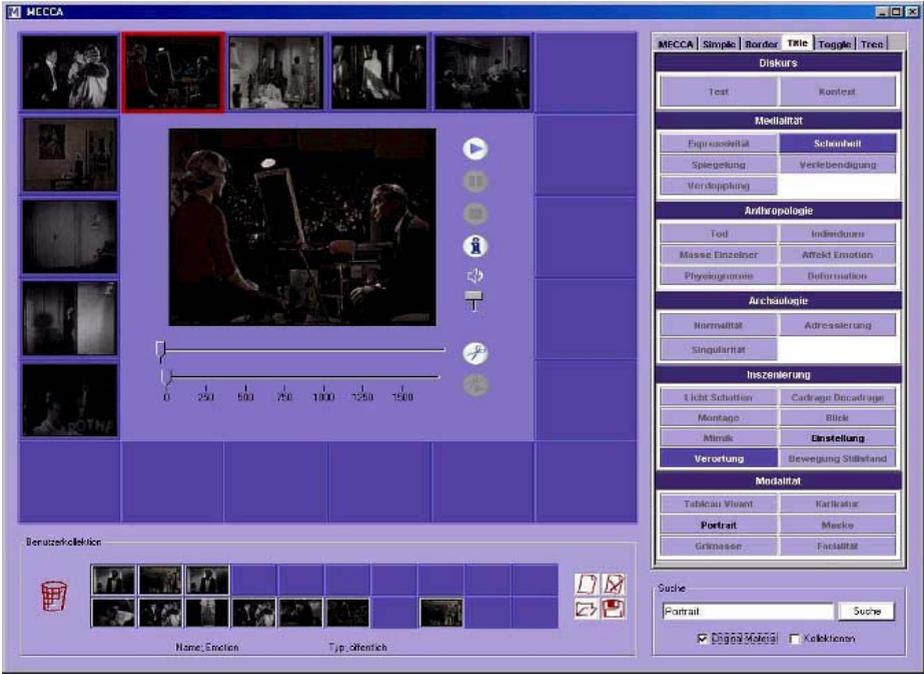 MECCA
MECCA Simple Border Title Toggle Tree
Diskurs
Text Kontext
Medialität
Expressivität Schönheit
Spiegelung Verlebendigung
Verdopplung
Anthropologie
Tod Individuum
Masse Einzelner Affekt Emotion
Physiognomie Deformation
Archäologie
Normalität Adressierung
Singularität
Inszenierung
Licht Schatten Cadrage Decadrage
Montage Blick
Mimik Einstellung
Verortung Bewegung Stillstand
Modalität
Tableau Vivant Karikatur
Portrait Maske
Grimasse Facialität
0 250 500 750 1000 1250 1500
Benutzerkollektion
Name: Emotion Typ: öffentlich
Suche
Portrait Suche
Original Material Kollektionen